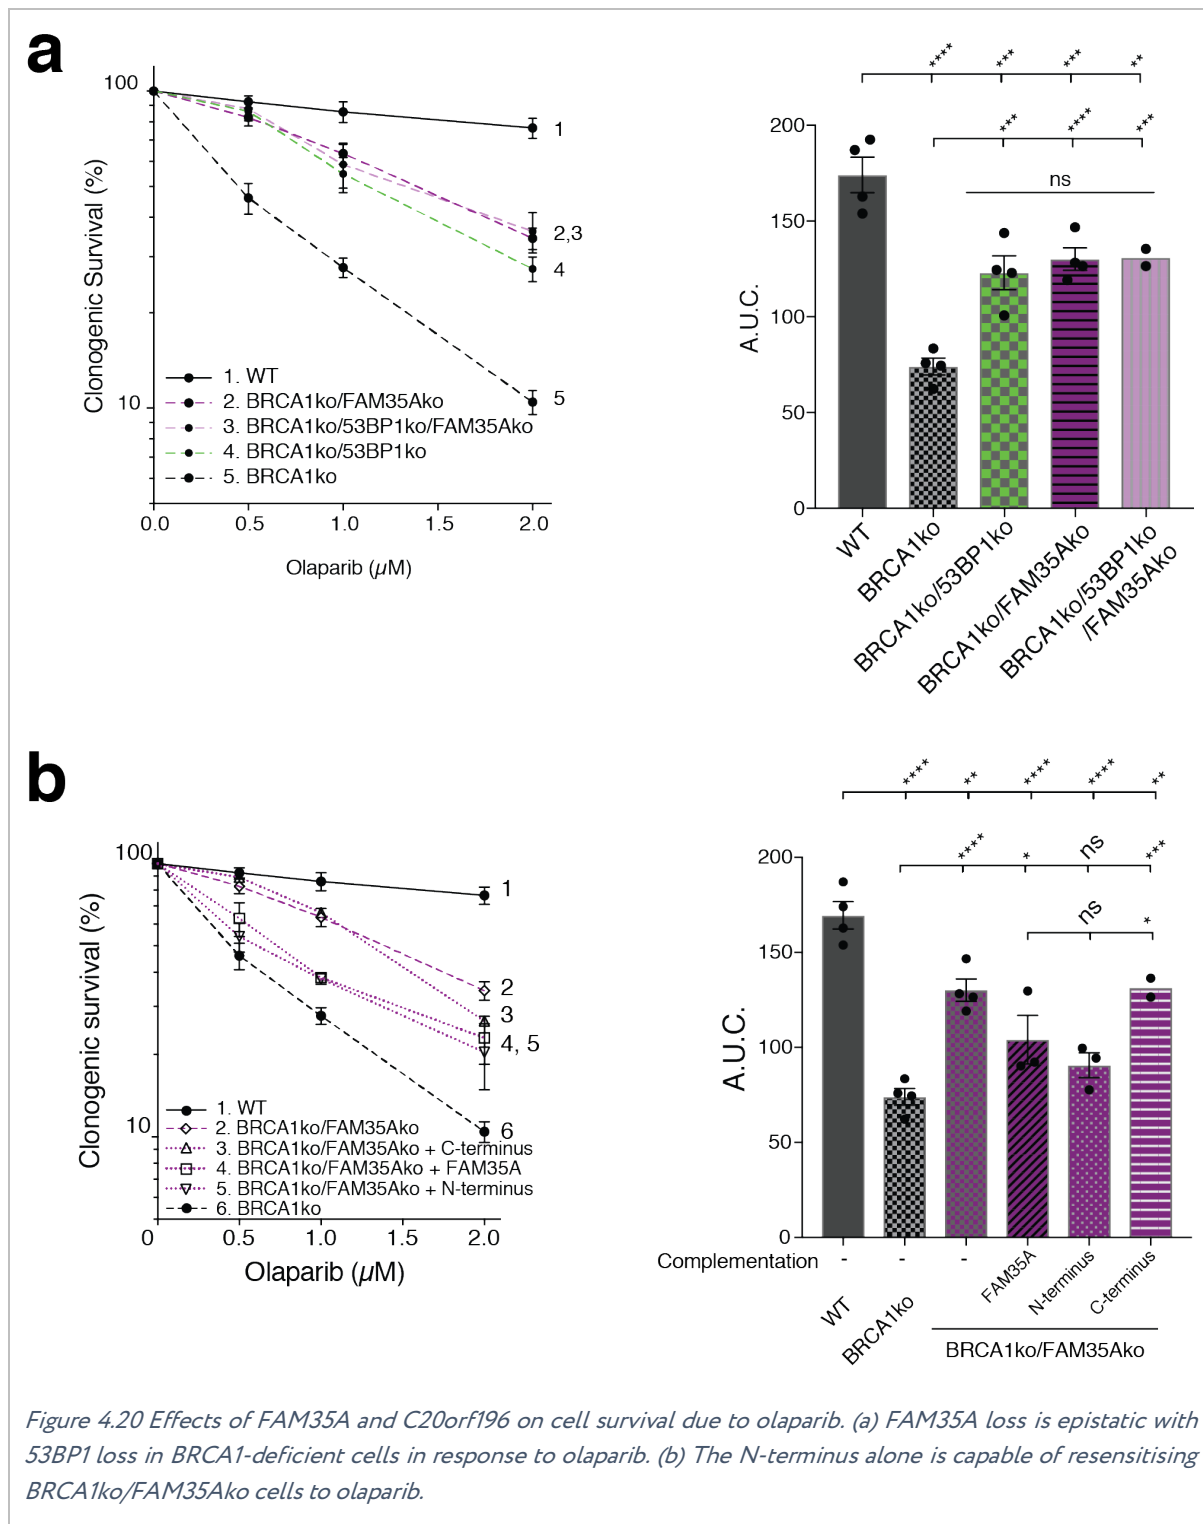 a
Clonogenic Survival (%)
100
10
1
2,3
4
5
1. WT
2. BRCA1ko/FAM35Ako
3. BRCA1ko/53BP1ko/FAM35Ako
4. BRCA1ko/53BP1ko
5. BRCA1ko
0.0 0.5 1.0 1.5 2.0
Olaparib (µM)
**** *** *** **
*** **** ***
ns
A.U.C.
200
150
100
50
0
WT
BRCA1ko
BRCA1ko/53BP1ko
BRCA1ko/FAM35Ako
BRCA1ko/53BP1ko
/FAM35Ako
b
Clonogenic survival (%)
100
10
1
2
3
4, 5
6
1. WT
2. BRCA1ko/FAM35Ako
3. BRCA1ko/FAM35Ako + C-terminus
4. BRCA1ko/FAM35Ako + FAM35A
5. BRCA1ko/FAM35Ako + N-terminus
6. BRCA1ko
0 0.5 1.0 1.5 2.0
Olaparib (µM)
**** ** **** **** **
**** * ns ***
ns *
A.U.C.
200
150
100
50
0
Complementation - - - FAM35A N-terminus C-terminus
WT
BRCA1ko
BRCA1ko/FAM35Ako
Figure 4.20 Effects of FAM35A and C20orf196 on cell survival due to olaparib. (a) FAM35A loss is epistatic with
53BP1 loss in BRCA1-deficient cells in response to olaparib. (b) The N-terminus alone is capable of resensitising
BRCA1ko/FAM35Ako cells to olaparib.